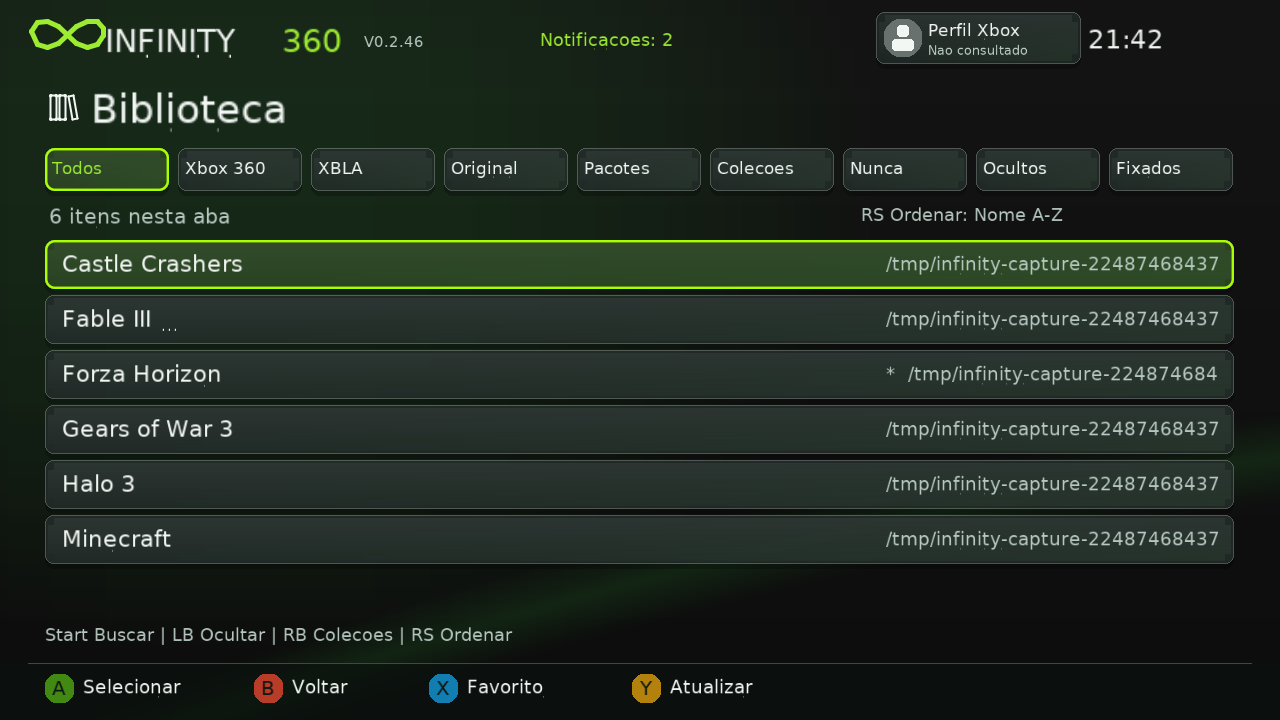 INFINITY 360 V0.2.46 Notificacoes: 2 Perfil Xbox 21:42
Nao consultado
Biblioteca
Todos Xbox 360 XBLA Original Pacotes Colecoes Nunca Ocultos Fixados
6 itens nesta aba RS Ordenar: Nome A-Z
Castle Crashers /tmp/infinity-capture-22487468437
Fable III ... /tmp/infinity-capture-22487468437
Forza Horizon * /tmp/infinity-capture-224874684
Gears of War 3 /tmp/infinity-capture-22487468437
Halo 3 /tmp/infinity-capture-22487468437
Minecraft /tmp/infinity-capture-22487468437
Start Buscar | LB Ocultar | RB Colecoes | RS Ordenar
A Selecionar B Voltar X Favorito Y Atualizar